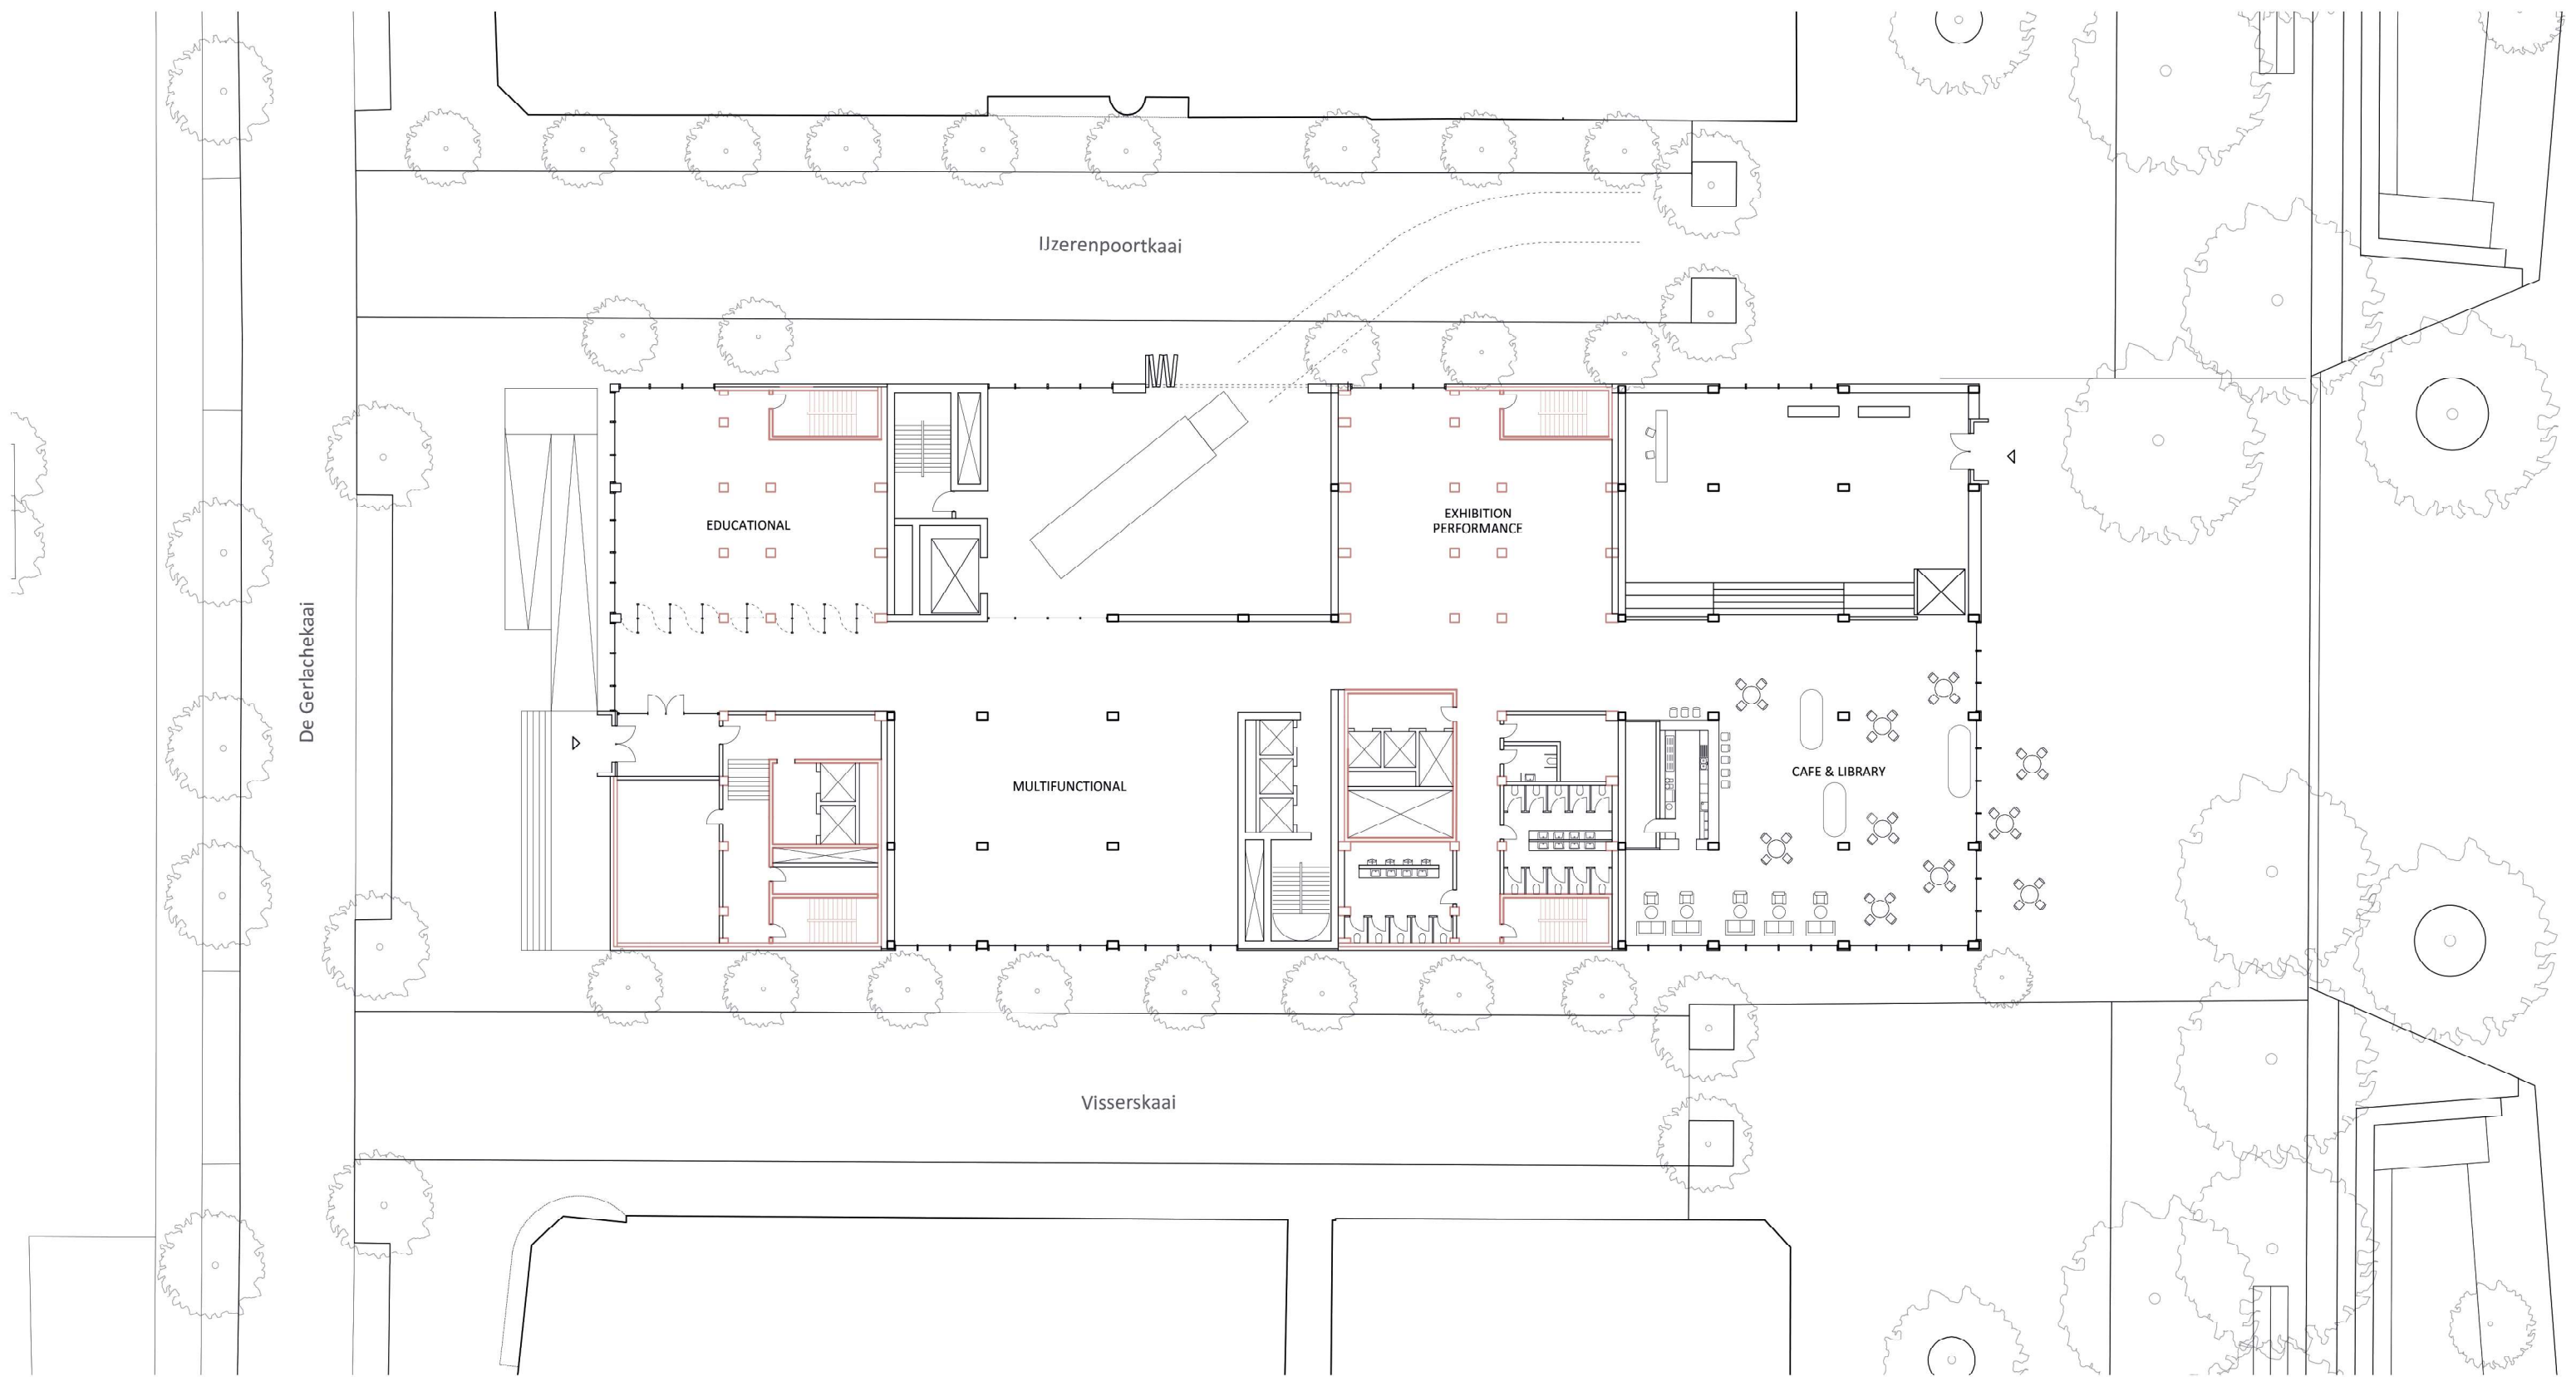 IJzerenpoortkaai
EDUCATIONAL
EXHIBITION
PERFORMANCE
De Gerlachekaai
MULTIFUNCTIONAL
CAFE & LIBRARY
Visserskaai